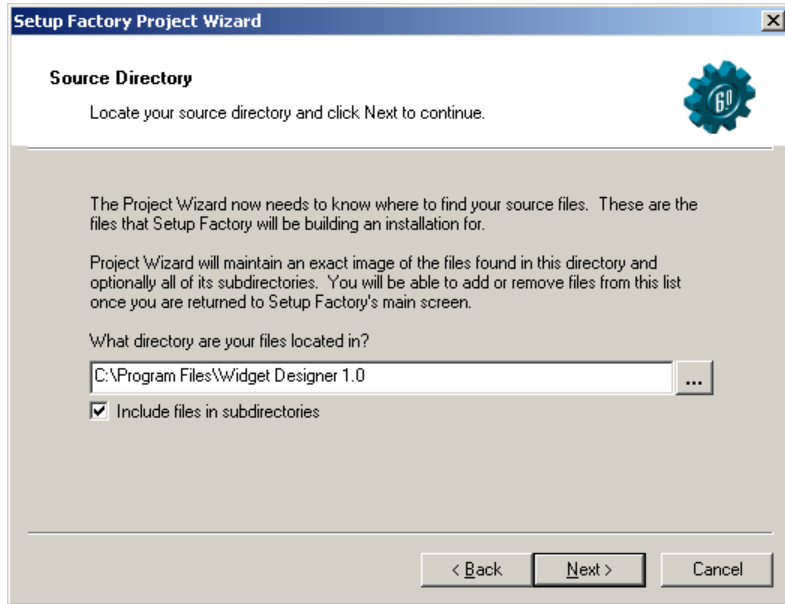 Setup Factory Project Wizard
Source Directory
Locate your source directory and click Next to continue.
6.0
The Project Wizard now needs to know where to find your source files.  These are the
files that Setup Factory will be building an installation for.
Project Wizard will maintain an exact image of the files found in this directory and
optionally all of its subdirectories.  You will be able to add or remove files from this list
once you are returned to Setup Factory's main screen.
What directory are your files located in?
C:\Program Files\Widget Designer 1.0
...
Include files in subdirectories
< Back
Next >
Cancel